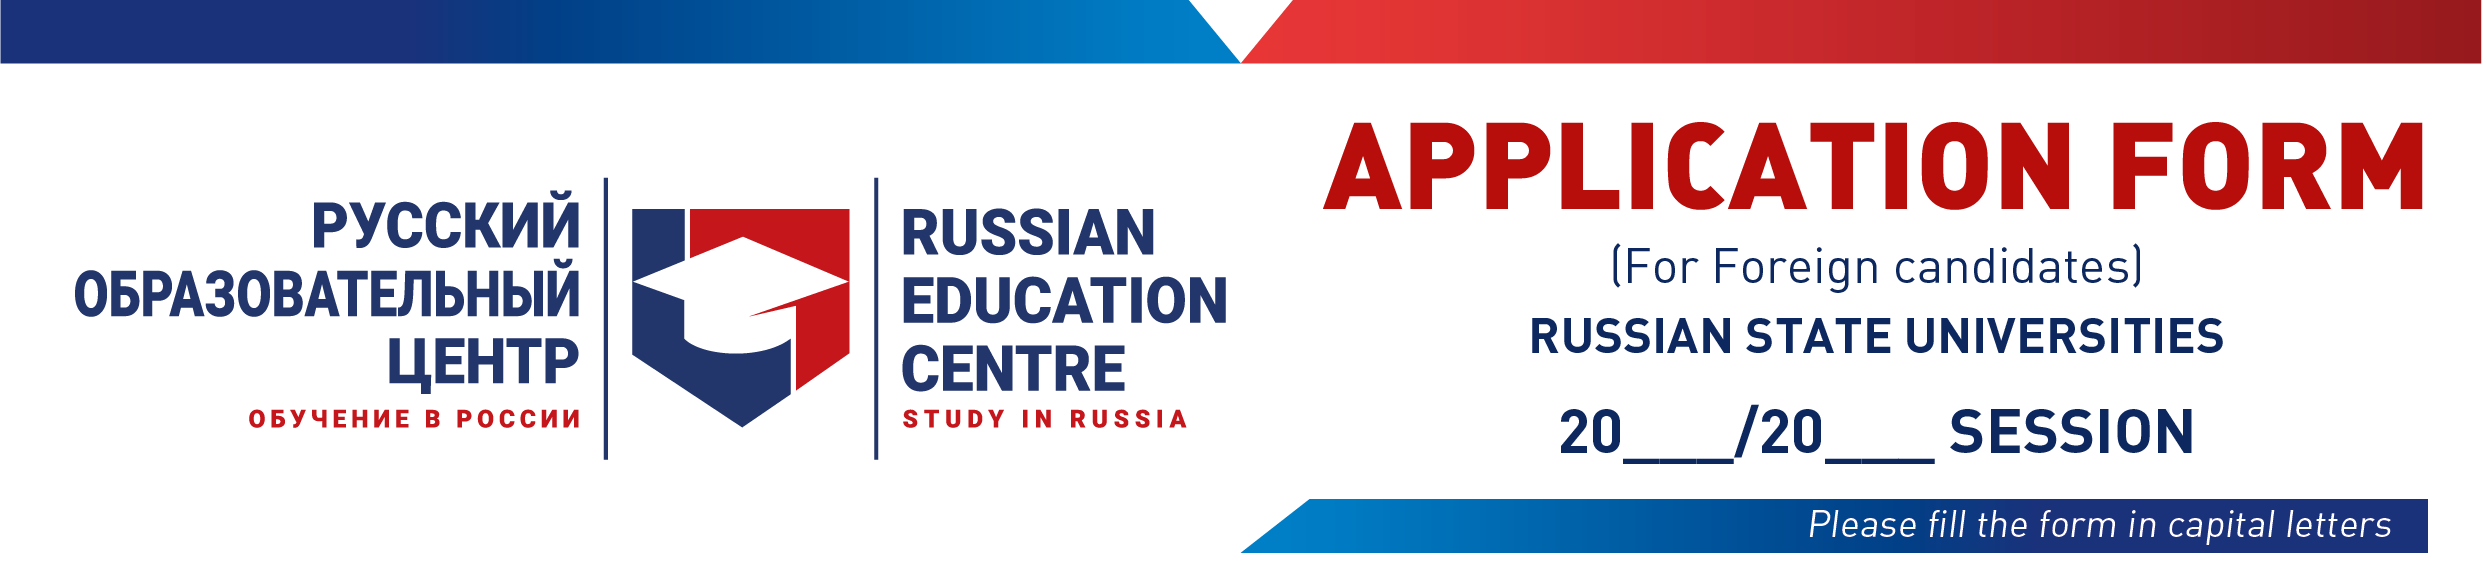 РУССКИЙ
ОБРАЗОВАТЕЛЬНЫЙ
ЦЕНТР
ОБУЧЕНИЕ В РОССИИ
RUSSIAN
EDUCATION
CENTRE
STUDY IN RUSSIA
APPLICATION FORM
(For Foreign candidates)
RUSSIAN STATE UNIVERSITIES
20___/20___ SESSION
Please fill the form in capital letters